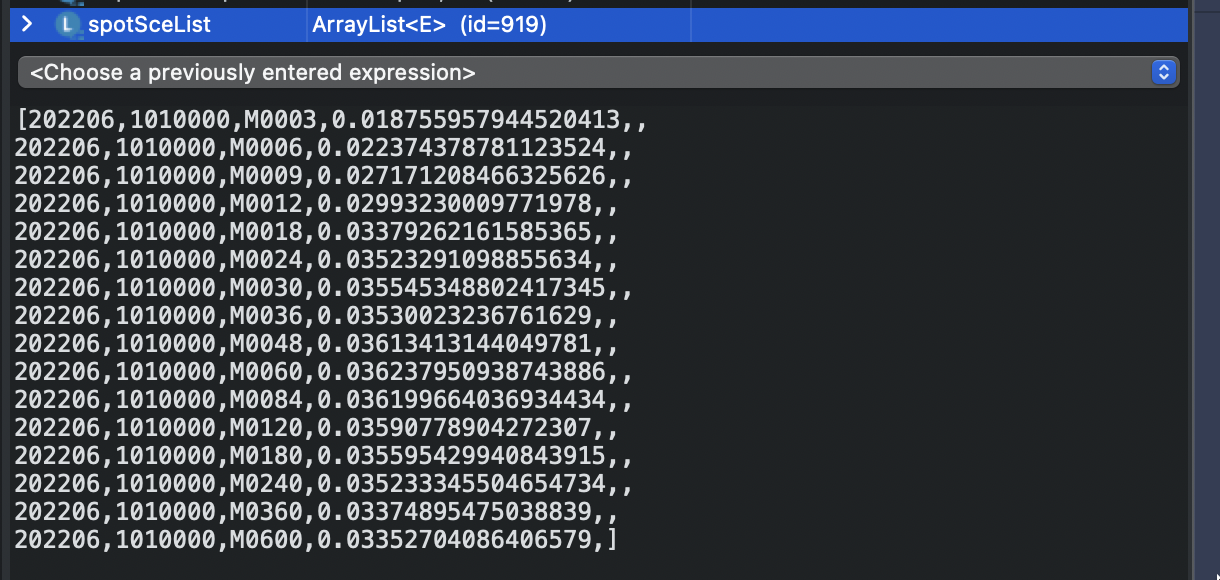 L spotSceList ArrayList<E> (id=919)
<Choose a previously entered expression>
[202206,1010000,M0003,0.018755957944520413,,
202206,1010000,M0006,0.022374378781123524,,
202206,1010000,M0009,0.027171208466325626,,
202206,1010000,M0012,0.02993230009771978,,
202206,1010000,M0018,0.03379262161585365,,
202206,1010000,M0024,0.03523291098855634,,
202206,1010000,M0030,0.035545348802417345,,
202206,1010000,M0036,0.03530023236761629,,
202206,1010000,M0048,0.03613413144049781,,
202206,1010000,M0060,0.036237950938743886,,
202206,1010000,M0084,0.036199664036934434,,
202206,1010000,M0120,0.03590778904272307,,
202206,1010000,M0180,0.035595429940843915,,
202206,1010000,M0240,0.035233345504654734,,
202206,1010000,M0360,0.03374895475038839,,
202206,1010000,M0600,0.03352704086406579,]